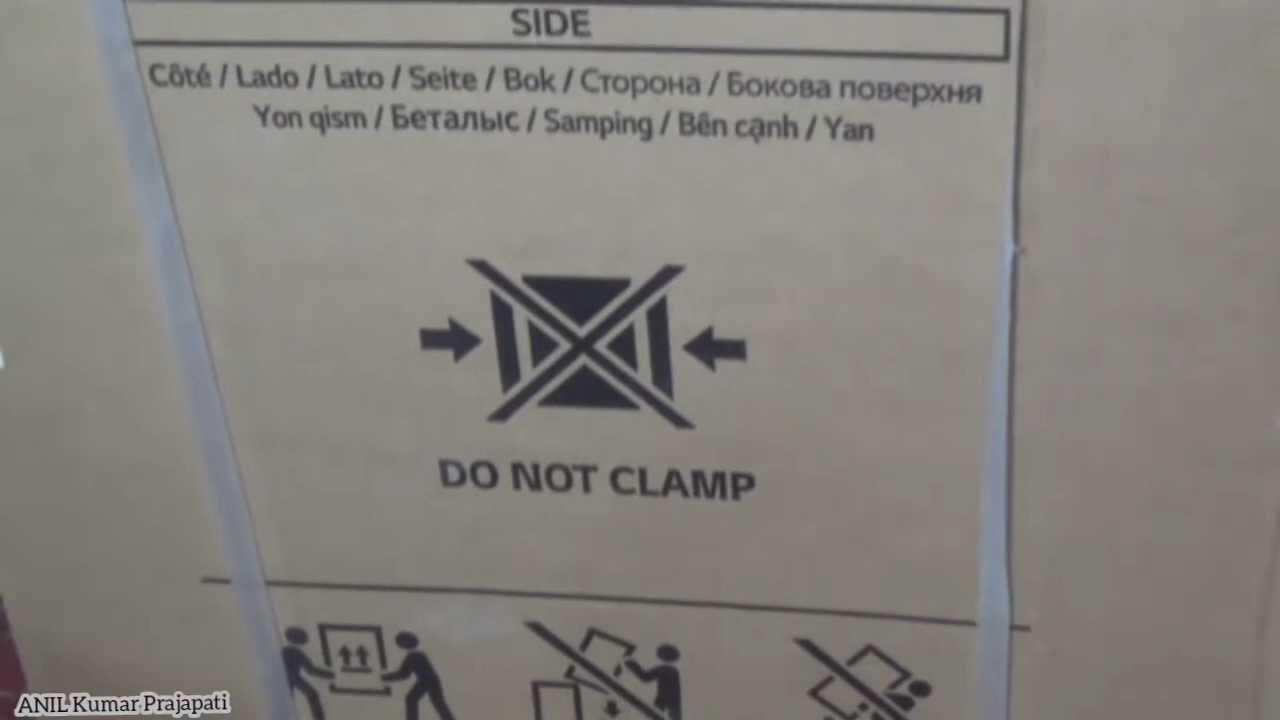 SIDE
Côté / Lado / Lato / Seite / Bok / Сторона / Бокова поверхня
Yon qism / Беталыс / Samping / Bên cạnh / Yan
DO NOT CLAMP
ANIL Kumar Prajapati